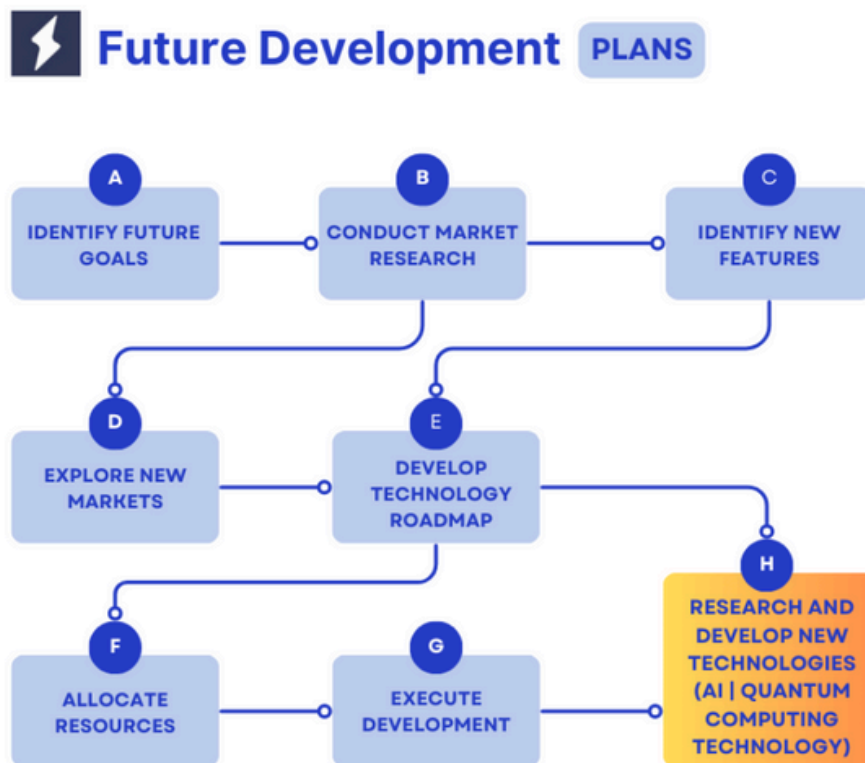 Future Development PLANS
A
IDENTIFY FUTURE
GOALS
B
CONDUCT MARKET
RESEARCH
C
IDENTIFY NEW
FEATURES
D
EXPLORE NEW
MARKETS
E
DEVELOP
TECHNOLOGY
ROADMAP
F
ALLOCATE
RESOURCES
G
EXECUTE
DEVELOPMENT
H
RESEARCH AND
DEVELOP NEW
TECHNOLOGIES
(AI | QUANTUM
COMPUTING
TECHNOLOGY)